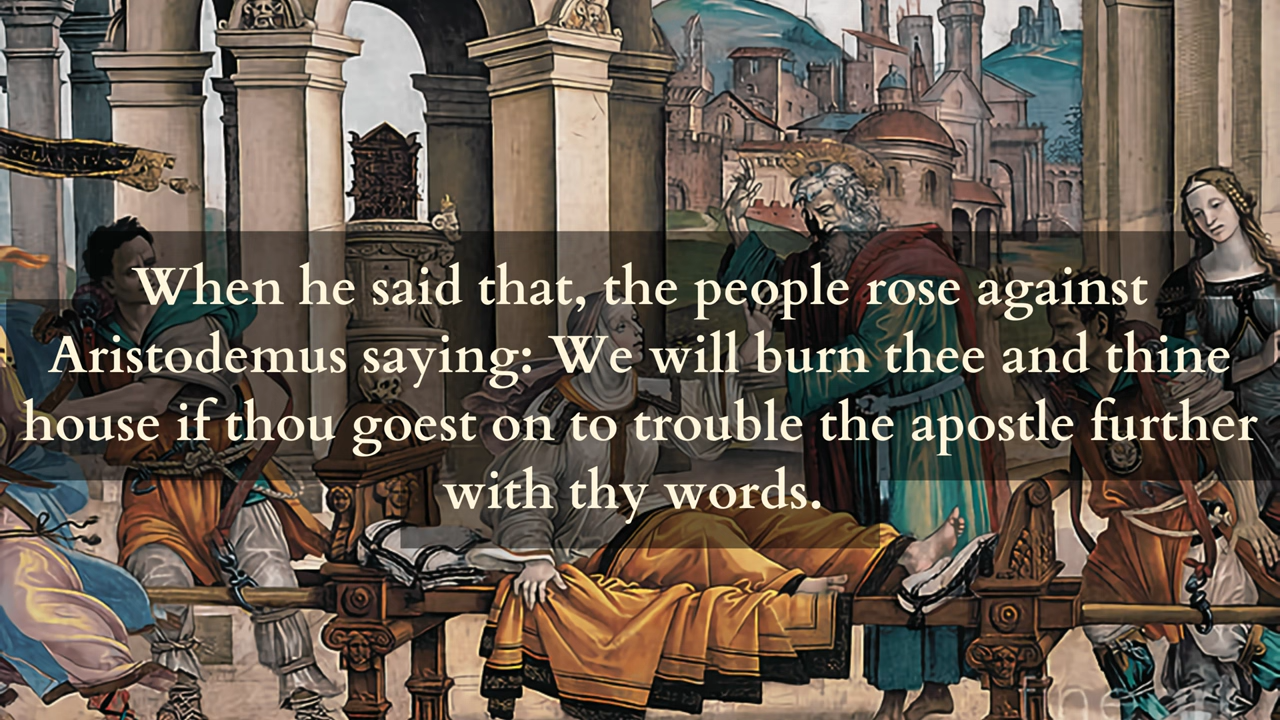 When he said that, the people rose against
Aristodemus saying: We will burn thee and thine
house if thou goest on to trouble the apostle further
with thy words.